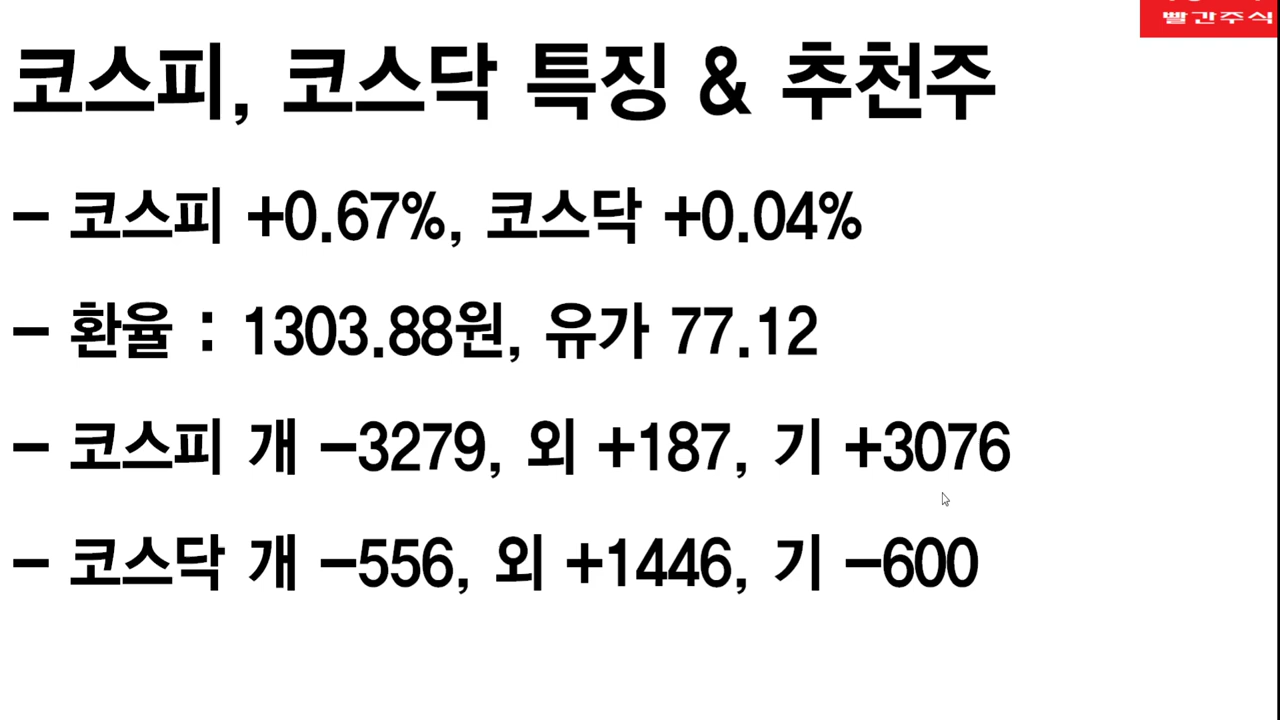 빨간주식
코스피, 코스닥 특징 & 추천주
- 코스피 +0.67%, 코스닥 +0.04%
- 환율 : 1303.88원, 유가 77.12
- 코스피 개 -3279, 외 +187, 기 +3076
- 코스닥 개 -556, 외 +1446, 기 -600